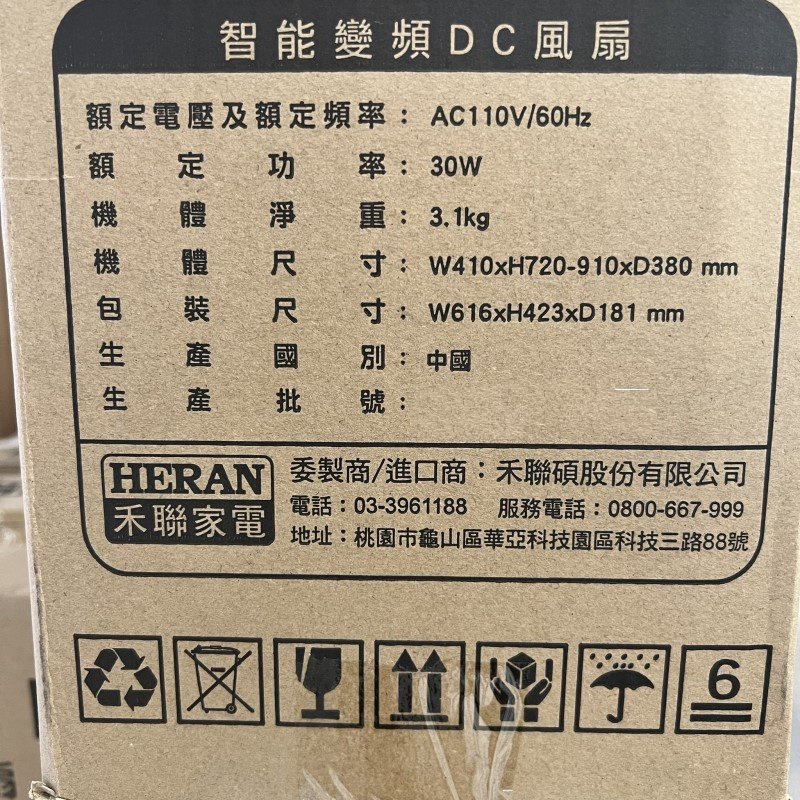 智能變頻DC風扇
額定電壓及額定頻率：AC110V/60Hz
額定功率：30W
機體淨重：3.1kg
機體尺寸：W410xH720-910xD380 mm
包裝尺寸：W616xH423xD181 mm
生產國別：中國
生產批號：
HERAN
禾聯家電
委製商/進口商：禾聯碩股份有限公司
電話：03-3961188 服務電話：0800-667-999
地址：桃園市龜山區華亞科技園區科技三路88號
6